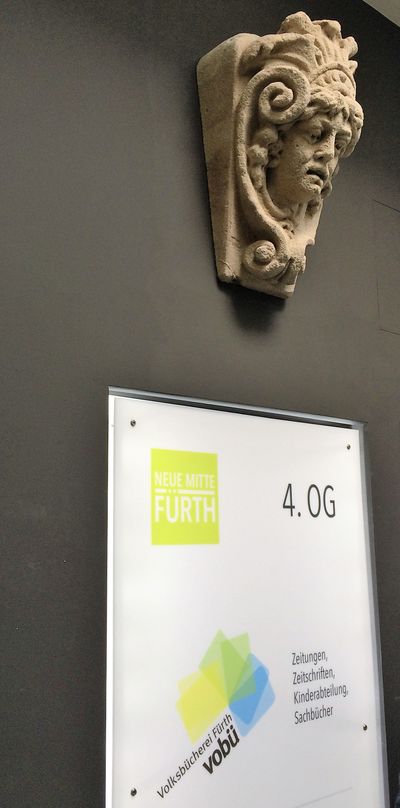 NEUE MITTE
FÜRTH
4. OG
Zeitungen,
Zeitschriften,
Kinderabteilung,
Sachbücher
Volksbücherei Fürth
vobü